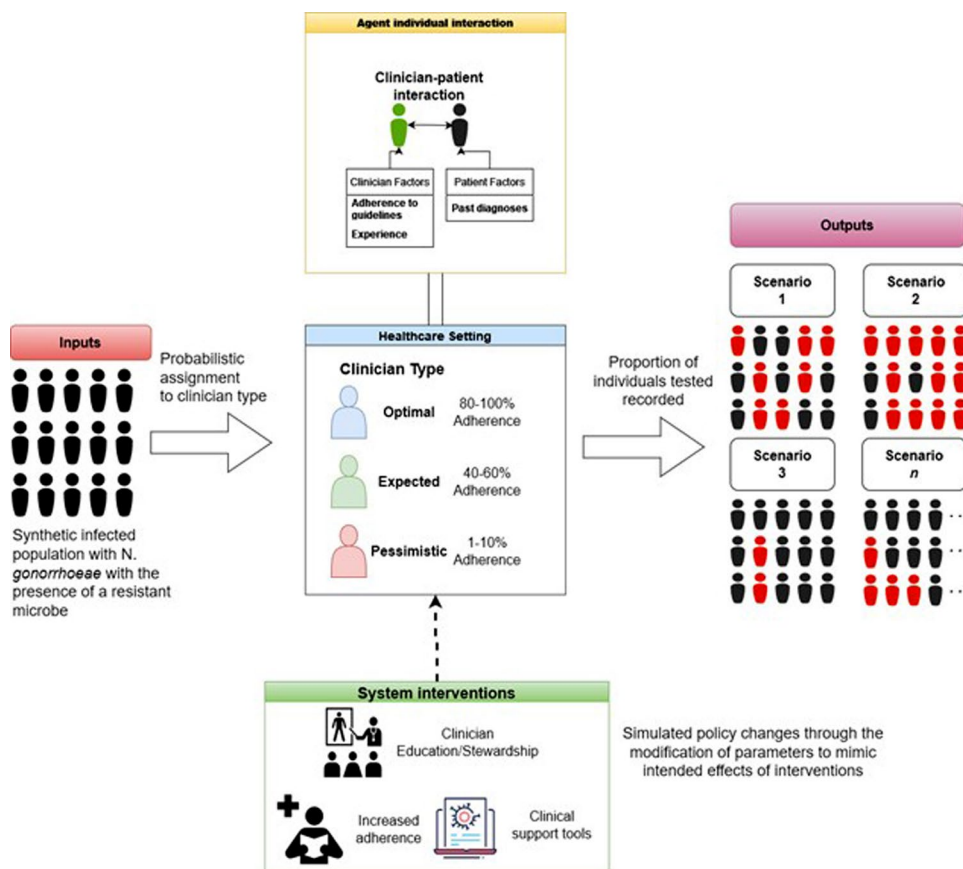 Agent individual interaction
Clinician-patient
interaction
Clinician Factors
Adherence to
guidelines
Experience
Patient Factors
Past diagnoses
Inputs
Synthetic infected
population with N.
gonorrhoeae with the
presence of a resistant
microbe
Probabilistic
assignment
to clinician type
Healthcare Setting
Clinician Type
Optimal
80-100%
Adherence
Expected
40-60%
Adherence
Pessimistic
1-10%
Adherence
Proportion of
individuals tested
recorded
Outputs
Scenario
1
Scenario
2
Scenario
3
Scenario
n
System interventions
Clinician
Education/Stewardship
Increased
adherence
Clinical
support tools
Simulated policy changes through the
modification of parameters to mimic
intended effects of interventions